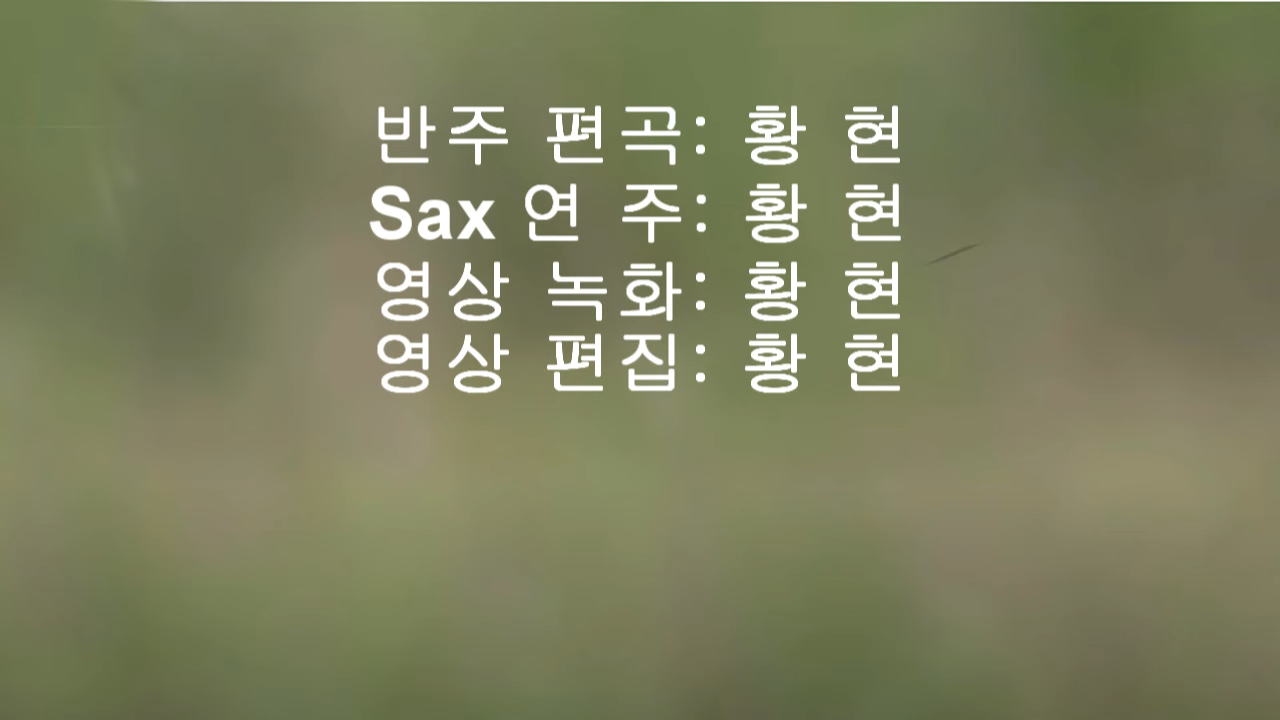 반주 편곡: 황 현
Sax 연 주: 황 현
영상 녹화: 황 현
영상 편집: 황 현